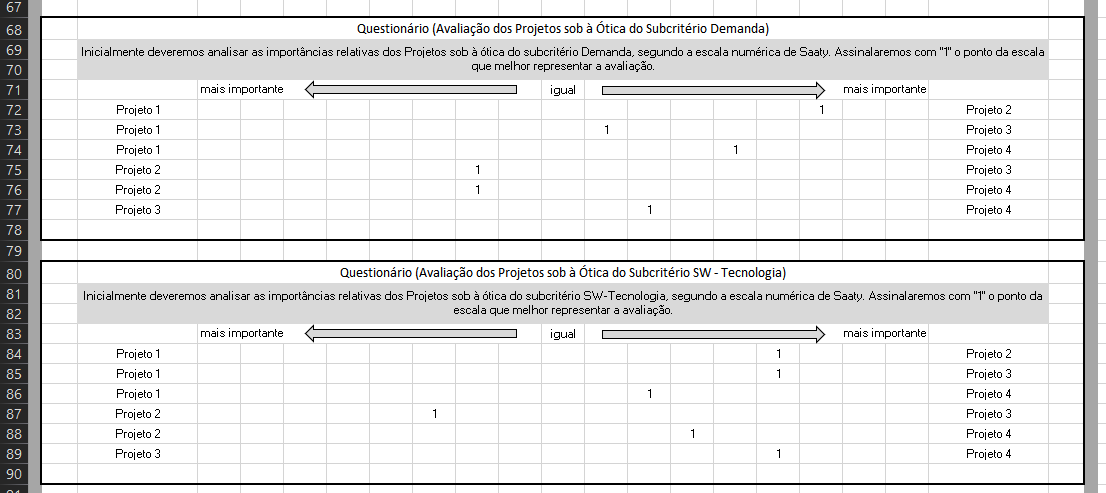 67
68 Questionário (Avaliação dos Projetos sob à Ótica do Subcritério Demanda)
69 Inicialmente deveremos analisar as importâncias relativas dos Projetos sob à ótica do subcritério Demanda, segundo a escala numérica de Saaty. Assinalaremos com "1" o ponto da escala
70 que melhor representar a avaliação.
71 mais importante igual mais importante
72 Projeto 1 1 Projeto 2
73 Projeto 1 1 Projeto 3
74 Projeto 1 1 Projeto 4
75 Projeto 2 1 Projeto 3
76 Projeto 2 1 Projeto 4
77 Projeto 3 1 Projeto 4
78
79
80 Questionário (Avaliação dos Projetos sob à Ótica do Subcritério SW - Tecnologia)
81 Inicialmente deveremos analisar as importâncias relativas dos Projetos sob à ótica do subcritério SW-Tecnologia, segundo a escala numérica de Saaty. Assinalaremos com "1" o ponto da
82 escala que melhor representar a avaliação.
83 mais importante igual mais importante
84 Projeto 1 1 Projeto 2
85 Projeto 1 1 Projeto 3
86 Projeto 1 1 Projeto 4
87 Projeto 2 1 Projeto 3
88 Projeto 2 1 Projeto 4
89 Projeto 3 1 Projeto 4
90